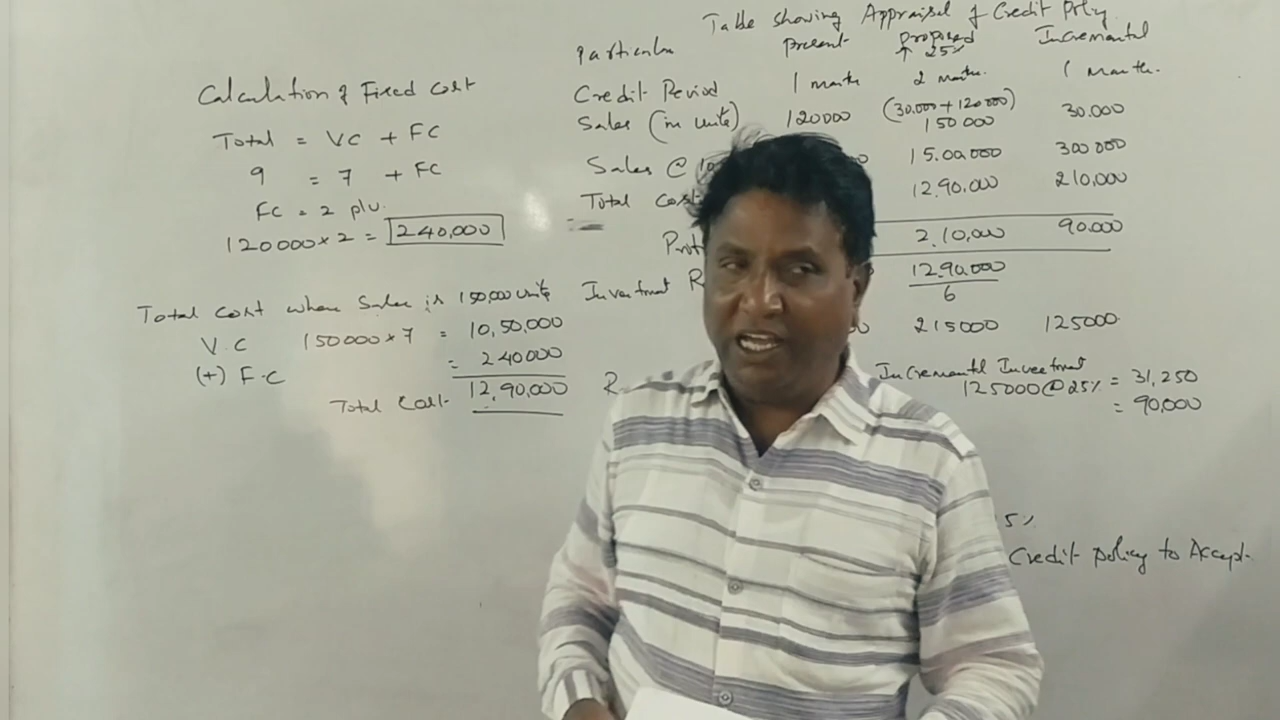 Table showing Appraisal of Credit Policy
Particular Present Proposed Incremental
↑ 25%
Credit Period 1 month 2 month. 1 month.
(30.000 + 120000)
Sales (in units) 120000 150000 30.000
Sales @ 15.00.000 300000
Total Cost 12,90,000 210,000
2,10,000 90.000
Investment R 12,90,000
6
215000 125000
Incremental Investment
125000 @ 25% = 31,250
= 90,000
5%
Credit policy to Accept.
Calculation of Fixed Cost
Total = VC + FC
9 = 7 + FC
FC = 2 p/u.
120000 x 2 = 240,000
Total Cost when Sales is 150,000 units
V.C 150000 x 7 = 10,50,000
(+) F.C = 240000
Total Cost 12,90,000